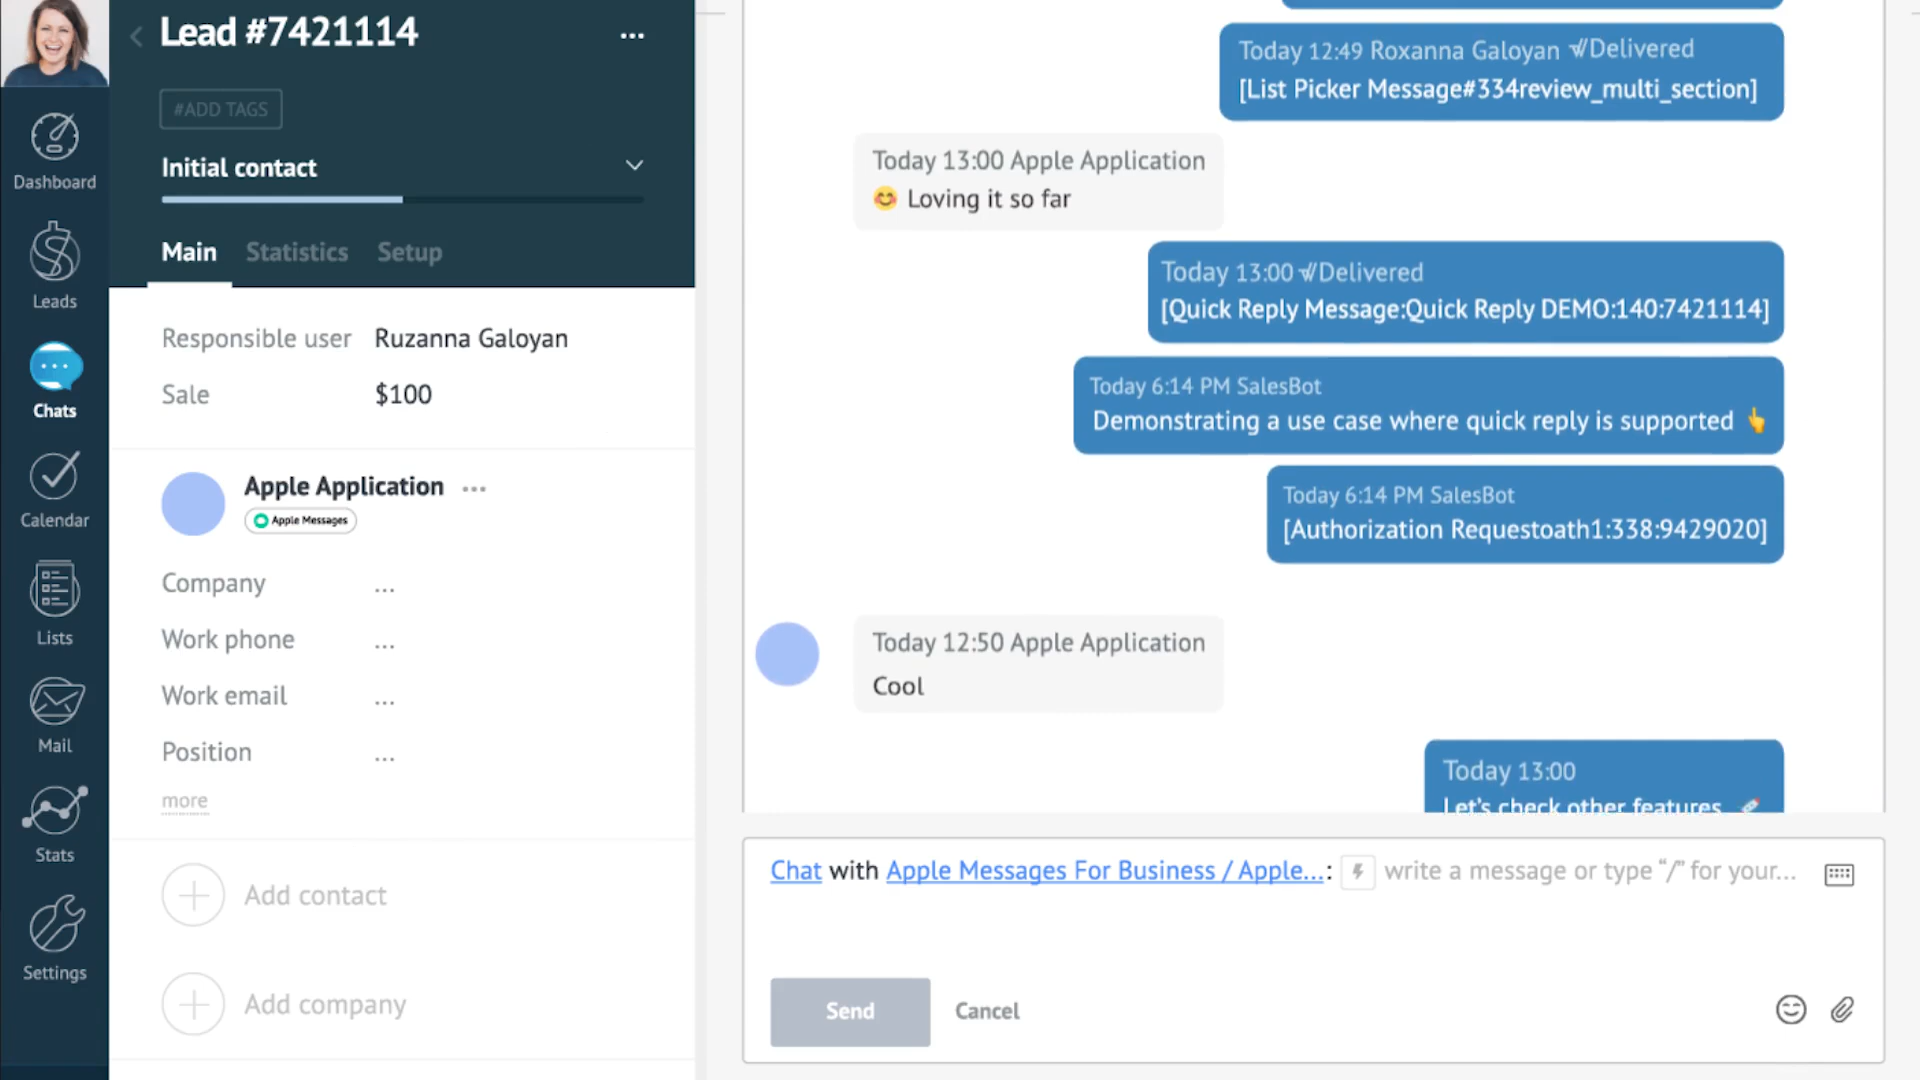 Lead #7421114
#ADD TAGS
Initial contact
Main Statistics Setup
Dashboard
Leads
Chats
Calendar
Lists
Mail
Stats
Settings
Responsible user Ruzanna Galoyan
Sale $100
Apple Application ...
Apple Messages
Company ...
Work phone ...
Work email ...
Position ...
more
Add contact
Add company
Today 12:49 Roxanna Galoyan Delivered
[List Picker Message#334review_multi_section]
Today 13:00 Apple Application
😊 Loving it so far
Today 13:00 Delivered
[Quick Reply Message:Quick Reply DEMO:140:7421114]
Today 6:14 PM SalesBot
Demonstrating a use case where quick reply is supported 👆
Today 6:14 PM SalesBot
[Authorization Requestoath1:338:9429020]
Today 12:50 Apple Application
Cool
Today 13:00
Let's check other features 🚀
Chat with Apple Messages For Business / Apple...: write a message or type “/” for your...
Send Cancel